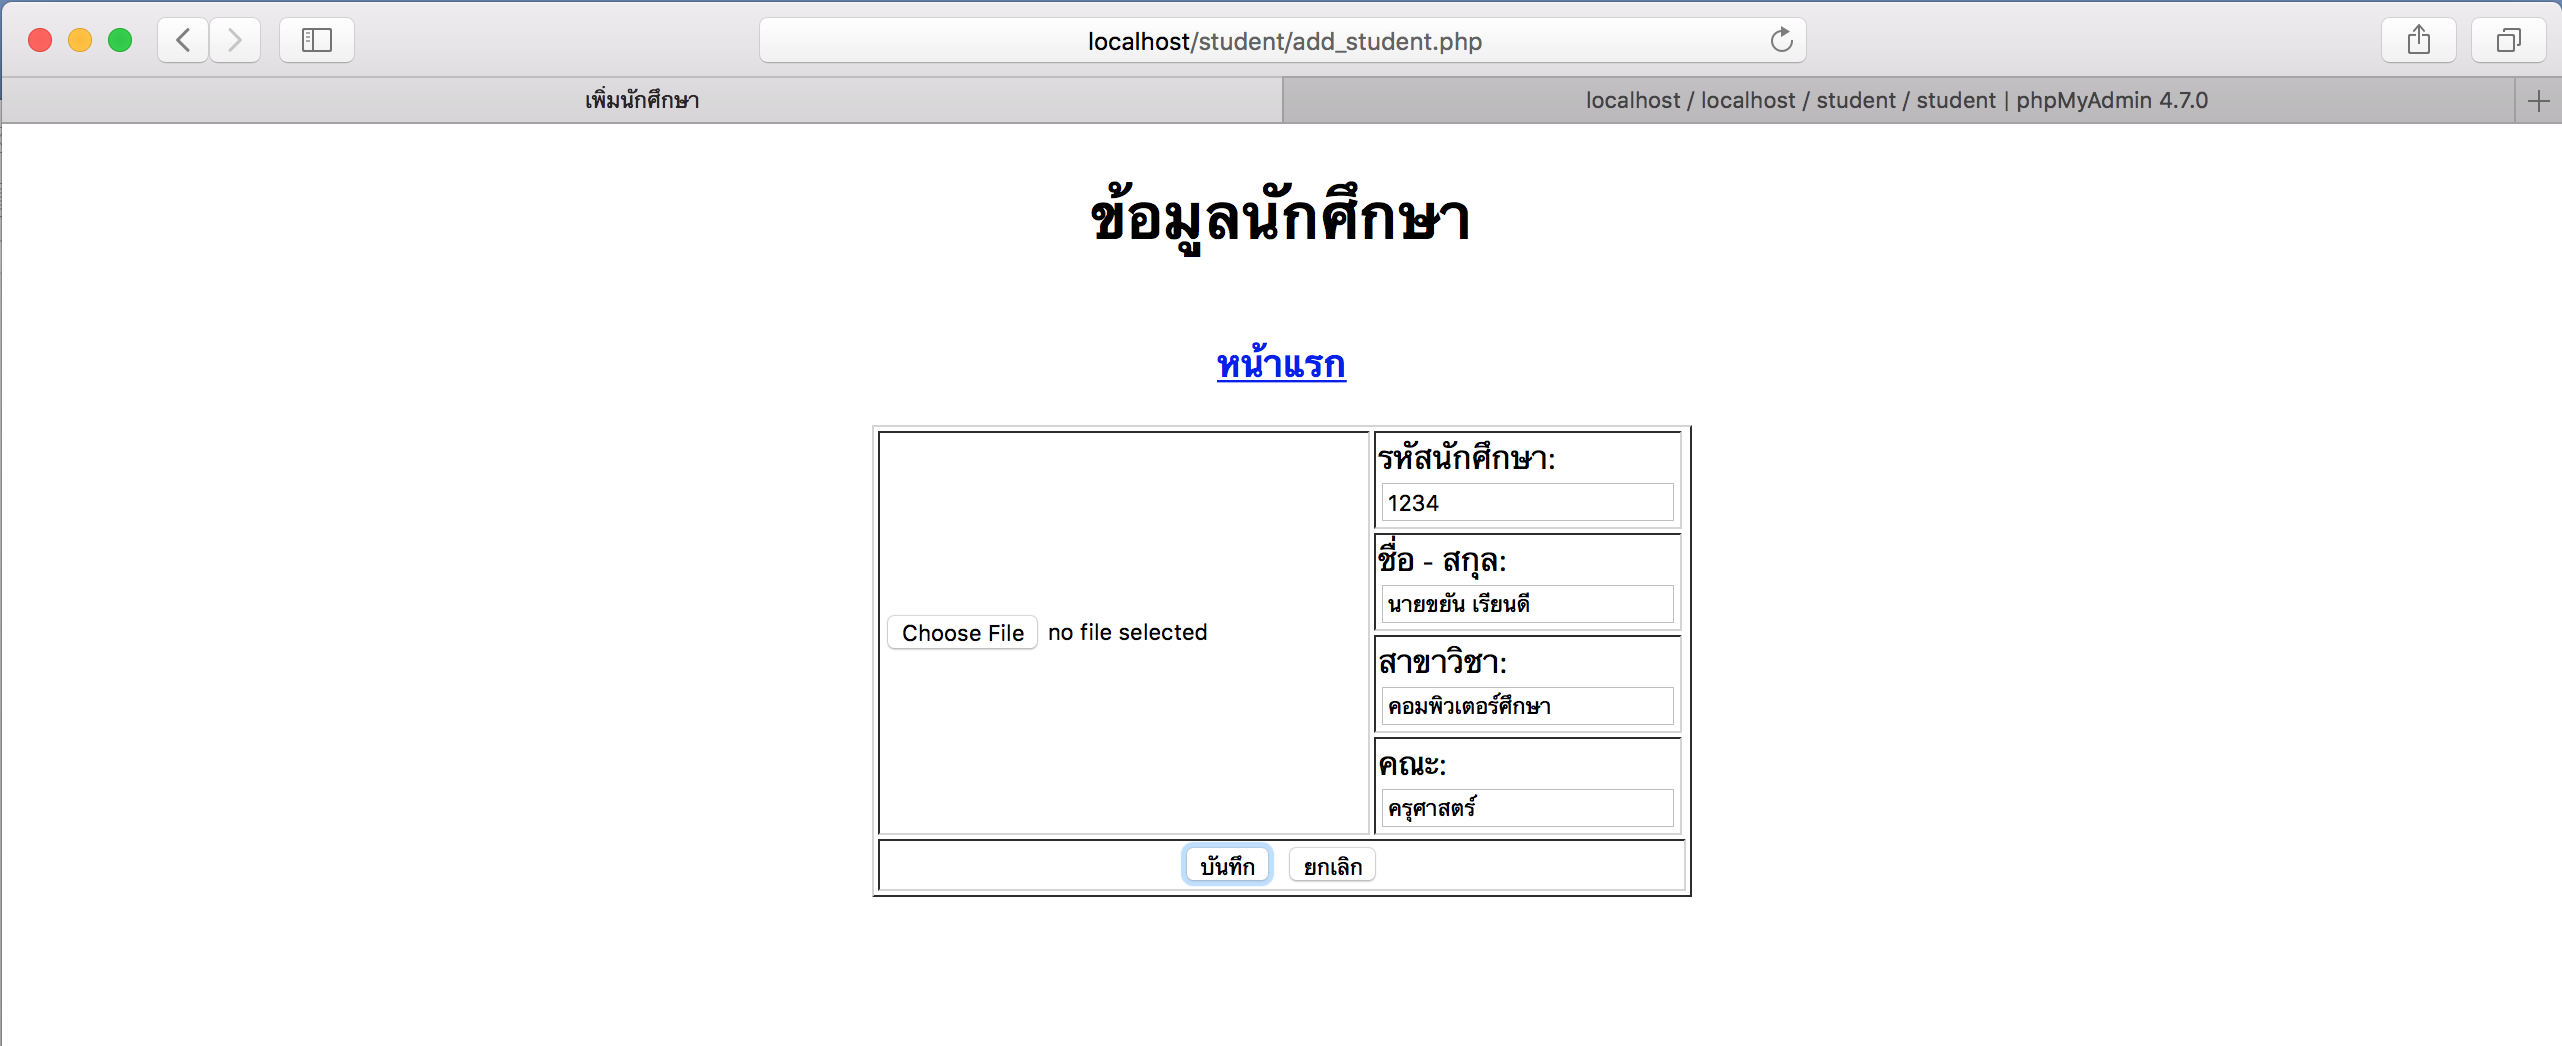 localhost/student/add_student.php
เพิ่มนักศึกษา
localhost / localhost / student / student | phpMyAdmin 4.7.0
ข้อมูลนักศึกษา
หน้าแรก
Choose File no file selected
รหัสนักศึกษา:
1234
ชื่อ - สกุล:
นายขยัน เรียนดี
สาขาวิชา:
คอมพิวเตอร์ศึกษา
คณะ:
ครุศาสตร์
บันทึก ยกเลิก